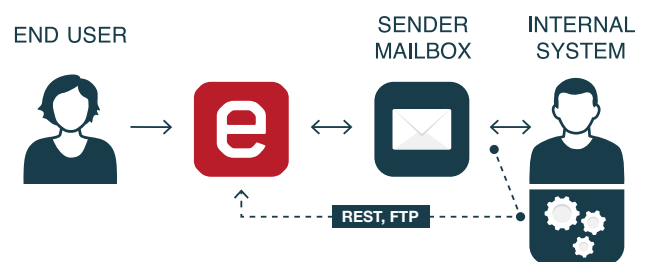 END USER
SENDER
MAILBOX
INTERNAL
SYSTEM
e
REST, FTP